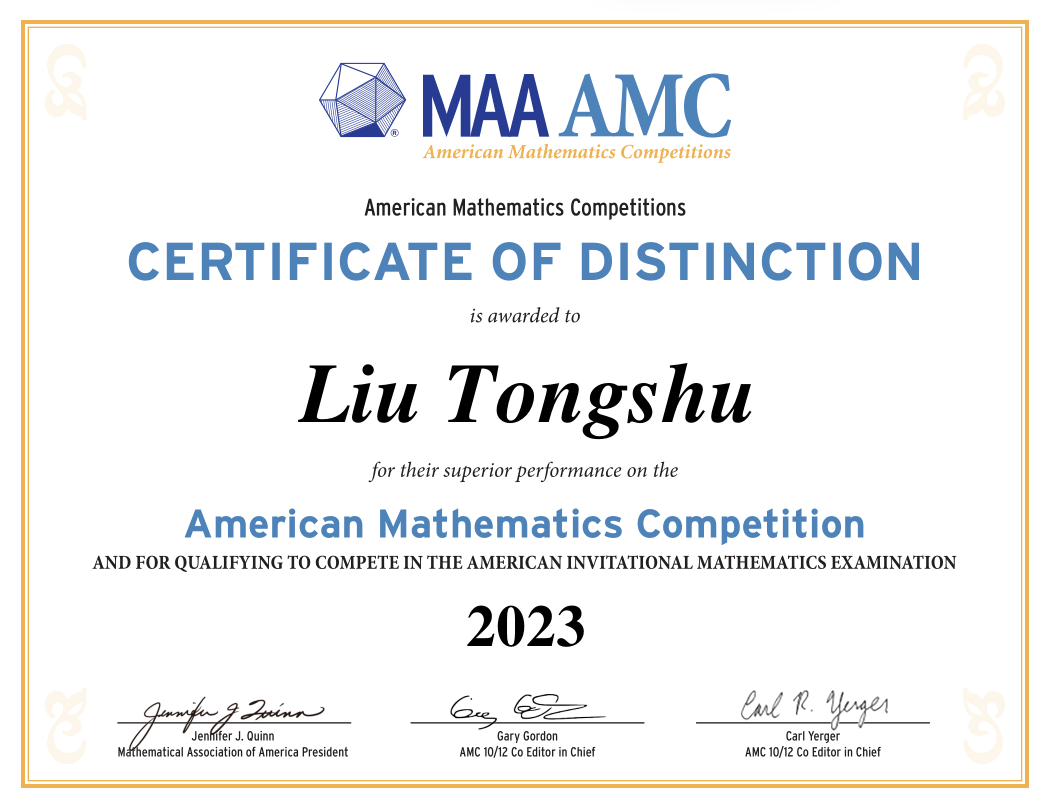 MAA AMC
®
American Mathematics Competitions
American Mathematics Competitions
CERTIFICATE OF DISTINCTION
is awarded to
Liu Tongshu
for their superior performance on the
American Mathematics Competition
AND FOR QUALIFYING TO COMPETE IN THE AMERICAN INVITATIONAL MATHEMATICS EXAMINATION
2023
Jennifer J Quinn
Jennifer J. Quinn
Mathematical Association of America President
Gary Gordon
AMC 10/12 Co Editor in Chief
Carl R. Yerger
Carl Yerger
AMC 10/12 Co Editor in Chief